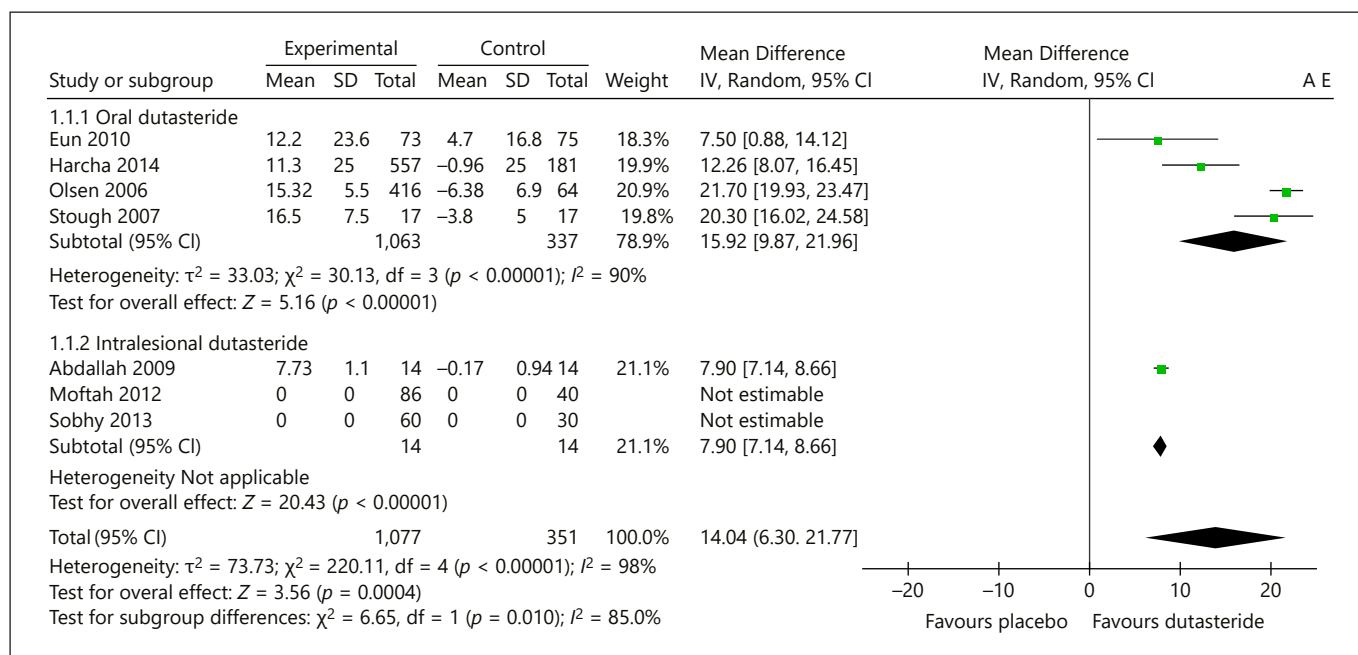 Experimental Control Mean Difference Mean Difference
Study or subgroup Mean SD Total Mean SD Total Weight IV, Random, 95% CI IV, Random, 95% CI A E
1.1.1 Oral dutasteride
Eun 2010 12.2 23.6 73 4.7 16.8 75 18.3% 7.50 [0.88, 14.12]
Harcha 2014 11.3 25 557 –0.96 25 181 19.9% 12.26 [8.07, 16.45]
Olsen 2006 15.32 5.5 416 –6.38 6.9 64 20.9% 21.70 [19.93, 23.47]
Stough 2007 16.5 7.5 17 –3.8 5 17 19.8% 20.30 [16.02, 24.58]
Subtotal (95% CI) 1,063 337 78.9% 15.92 [9.87, 21.96]
Heterogeneity: τ² = 33.03; χ² = 30.13, df = 3 (p < 0.00001); I² = 90%
Test for overall effect: Z = 5.16 (p < 0.00001)
1.1.2 Intralesional dutasteride
Abdallah 2009 7.73 1.1 14 –0.17 0.94 14 21.1% 7.90 [7.14, 8.66]
Moftah 2012 0 0 86 0 0 40 Not estimable
Sobhy 2013 0 0 60 0 0 30 Not estimable
Subtotal (95% CI) 14 14 21.1% 7.90 [7.14, 8.66]
Heterogeneity Not applicable
Test for overall effect: Z = 20.43 (p < 0.00001)
Total (95% CI) 1,077 351 100.0% 14.04 (6.30. 21.77]
Heterogeneity: τ² = 73.73; χ² = 220.11, df = 4 (p < 0.00001); I² = 98%
Test for overal effect: Z = 3.56 (p = 0.0004)
Test for subgroup differences: χ² = 6.65, df = 1 (p = 0.010); I² = 85.0%
–20 –10 0 10 20
Favours placebo Favours dutasteride